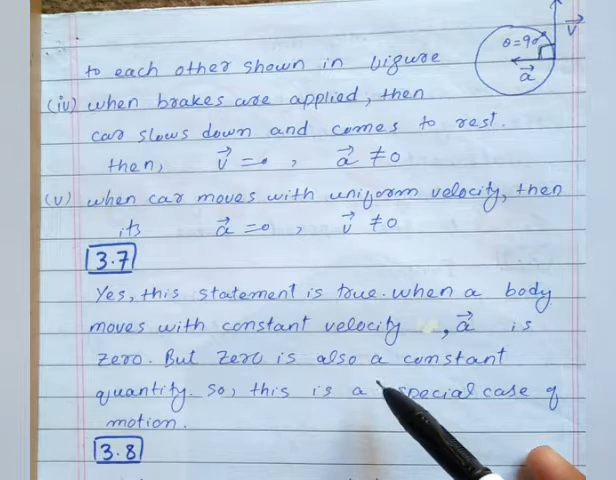 θ=90°
v⃗
a⃗
to each other shown in figure
(iv) when brakes are applied, then
car slows down and comes to rest.
then, v⃗ =0 , a⃗ ≠0
(v) when car moves with uniform velocity, then
its a⃗ =0 , v⃗ ≠0
3.7
Yes, this statement is true. when a body
moves with constant velocity , a⃗ is
zero. But zero is also a constant
quantity. so, this is a special case of
motion.
3.8